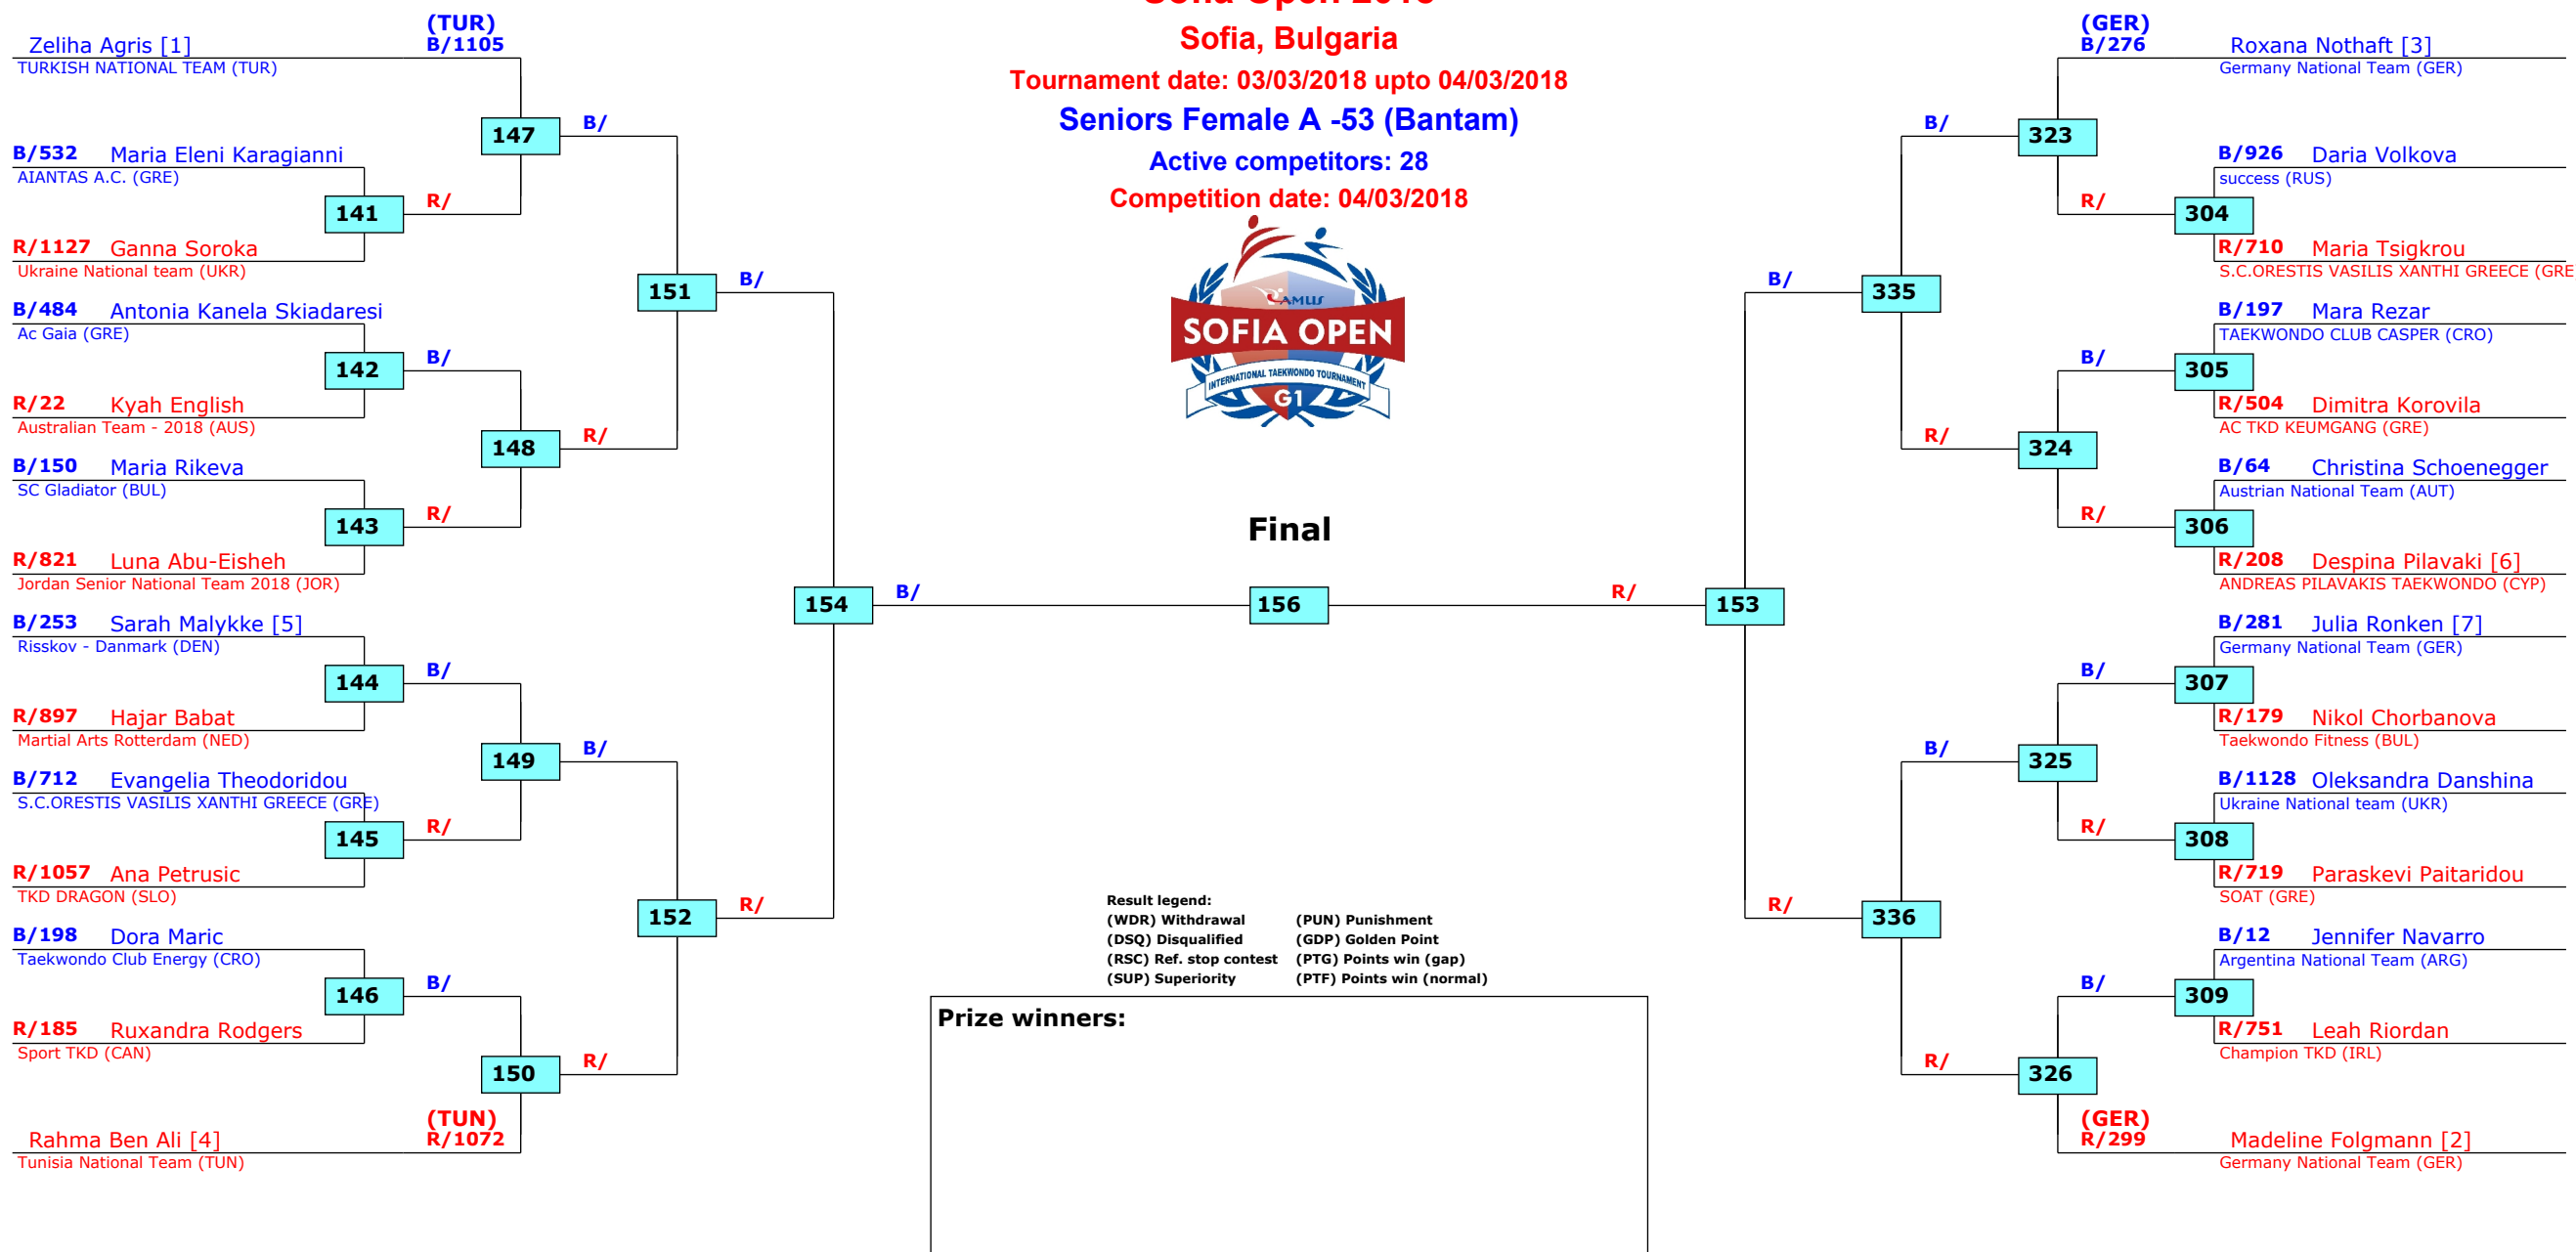 Sofia Open 2018
Sofia, Bulgaria
Tournament date: 03/03/2018 upto 04/03/2018
Seniors Female A -53 (Bantam)
Active competitors: 28
Competition date: 04/03/2018
SAMUS
SOFIA OPEN
INTERNATIONAL TAEKWONDO TOURNAMENT
G1
(TUR)
Zeliha Agris [1] B/1105
TURKISH NATIONAL TEAM (TUR)
147 B/
B/532 Maria Eleni Karagianni
AIANTAS A.C. (GRE)
141 R/
R/1127 Ganna Soroka
Ukraine National team (UKR)
151 B/
B/484 Antonia Kanela Skiadaresi
Ac Gaia (GRE)
142 B/
R/22 Kyah English
Australian Team - 2018 (AUS)
148 R/
B/150 Maria Rikeva
SC Gladiator (BUL)
143 R/
R/821 Luna Abu-Eisheh
Jordan Senior National Team 2018 (JOR)
154 B/
B/253 Sarah Malykke [5]
Risskov - Danmark (DEN)
144 B/
R/897 Hajar Babat
Martial Arts Rotterdam (NED)
149 B/
B/712 Evangelia Theodoridou
S.C.ORESTIS VASILIS XANTHI GREECE (GRE)
145 R/
R/1057 Ana Petrusic
TKD DRAGON (SLO)
152 R/
B/198 Dora Maric
Taekwondo Club Energy (CRO)
146 B/
R/185 Ruxandra Rodgers
Sport TKD (CAN)
150 R/
(TUN)
Rahma Ben Ali [4] R/1072
Tunisia National Team (TUN)
Final
156
(GER)
B/276 Roxana Nothaft [3]
Germany National Team (GER)
B/ 323
B/926 Daria Volkova
success (RUS)
R/ 304
R/710 Maria Tsigkrou
S.C.ORESTIS VASILIS XANTHI GREECE (GRE
B/ 335
B/197 Mara Rezar
TAEKWONDO CLUB CASPER (CRO)
B/ 305
R/504 Dimitra Korovila
AC TKD KEUMGANG (GRE)
R/ 324
B/64 Christina Schoenegger
Austrian National Team (AUT)
R/ 306
R/208 Despina Pilavaki [6]
ANDREAS PILAVAKIS TAEKWONDO (CYP)
R/ 153
B/281 Julia Ronken [7]
Germany National Team (GER)
B/ 307
R/179 Nikol Chorbanova
Taekwondo Fitness (BUL)
B/ 325
B/1128 Oleksandra Danshina
Ukraine National team (UKR)
R/ 308
R/719 Paraskevi Paitaridou
SOAT (GRE)
R/ 336
B/12 Jennifer Navarro
Argentina National Team (ARG)
B/ 309
R/751 Leah Riordan
Champion TKD (IRL)
R/ 326
(GER)
R/299 Madeline Folgmann [2]
Germany National Team (GER)
Result legend:
(WDR) Withdrawal (PUN) Punishment
(DSQ) Disqualified (GDP) Golden Point
(RSC) Ref. stop contest (PTG) Points win (gap)
(SUP) Superiority (PTF) Points win (normal)
Prize winners: